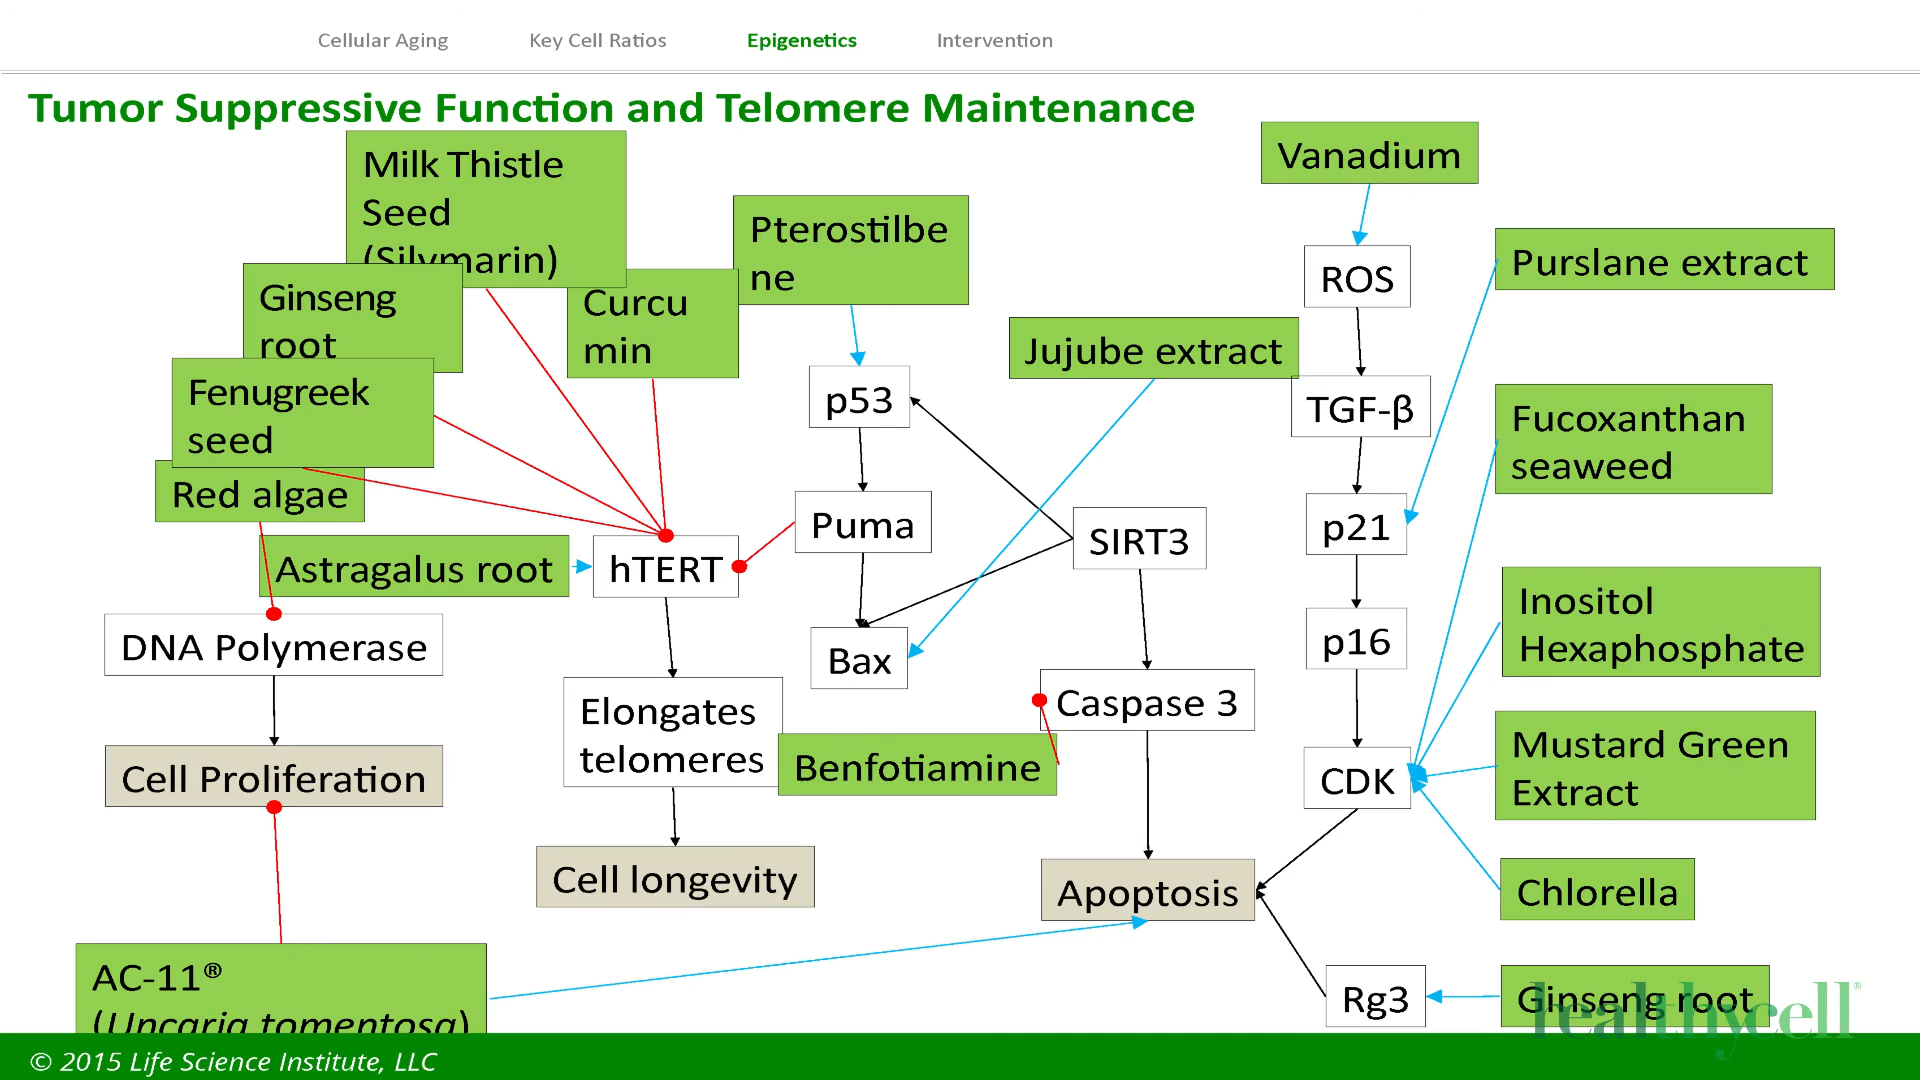 Cellular Aging
Key Cell Ratios
Epigenetics
Intervention
Tumor Suppressive Function and Telomere Maintenance
Milk Thistle
Seed
(Silymarin)
Ginseng
root
Fenugreek
seed
Red algae
Curcu
min
Pterostilbe
ne
Vanadium
Purslane extract
Jujube extract
ROS
p53
TGF-β
Fucoxanthan
seaweed
Puma
SIRT3
p21
Astragalus root
hTERT
DNA Polymerase
Bax
p16
Inositol
Hexaphosphate
Elongates
telomeres
Caspase 3
Benfotiamine
Cell Proliferation
CDK
Mustard Green
Extract
Cell longevity
Apoptosis
Chlorella
AC-11®
(Uncaria tomentosa)
Rg3
Ginseng root
healthycell®
© 2015 Life Science Institute, LLC